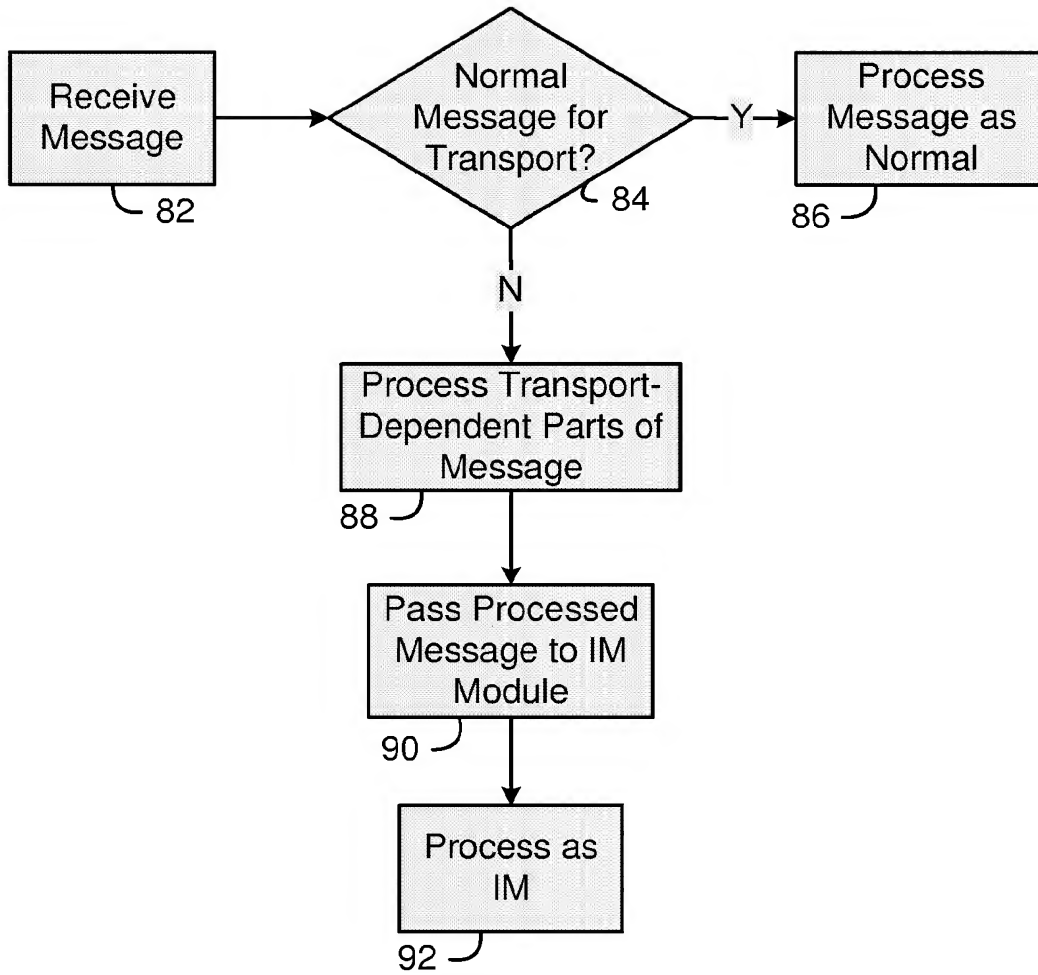 Receive
Message
82
Normal
Message for
Transport?
84
Y
Process
Message as
Normal
86
N
Process Transport-
Dependent Parts of
Message
88
Pass Processed
Message to IM
Module
90
Process as
IM
92